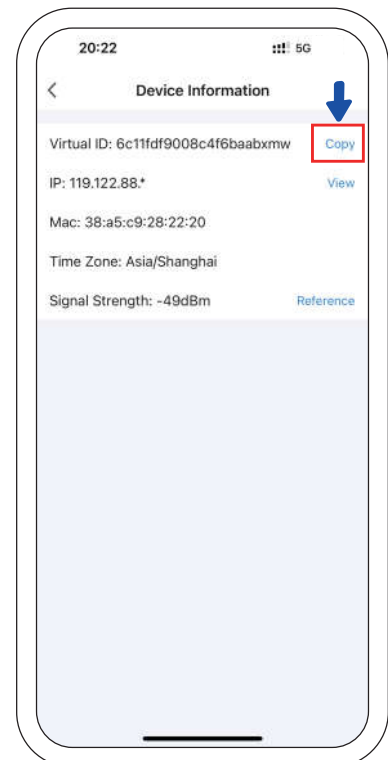 20:22 5G
Device Information
Virtual ID: 6c11fdf9008c4f6baabxmw Copy
IP: 119.122.88.* View
Mac: 38:a5:c9:28:22:20
Time Zone: Asia/Shanghai
Signal Strength: -49dBm Reference